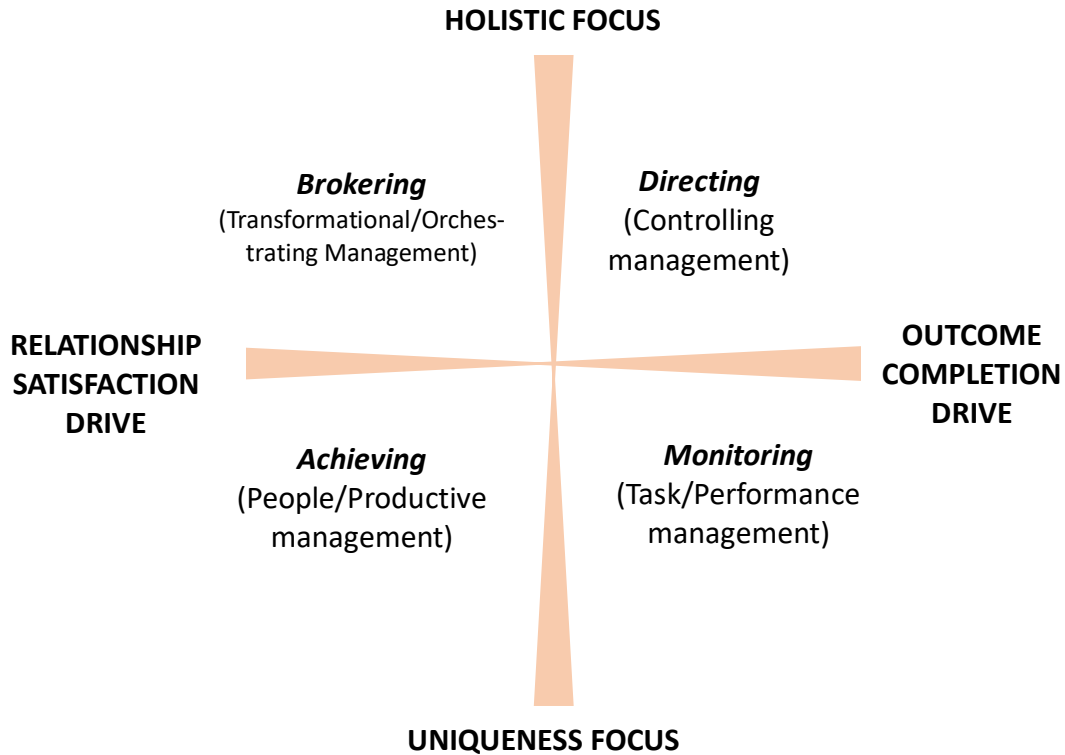 HOLISTIC FOCUS
Brokering
(Transformational/Orches-
trating Management)
Directing
(Controlling
management)
RELATIONSHIP
SATISFACTION
DRIVE
OUTCOME
COMPLETION
DRIVE
Achieving
(People/Productive
management)
Monitoring
(Task/Performance
management)
UNIQUENESS FOCUS